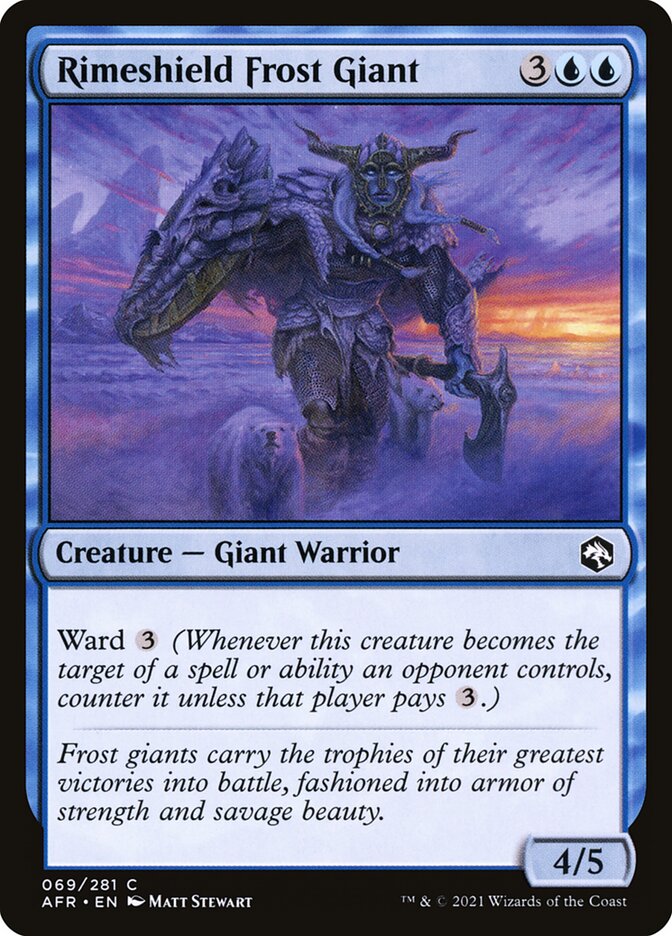 Rimeshield Frost Giant 3
Creature — Giant Warrior
Ward 3 (Whenever this creature becomes the
target of a spell or ability an opponent controls,
counter it unless that player pays 3.)
Frost giants carry the trophies of their greatest
victories into battle, fashioned into armor of
strength and savage beauty.
4/5
069/281 C
AFR • EN Matt Stewart
™ & © 2021 Wizards of the Coast